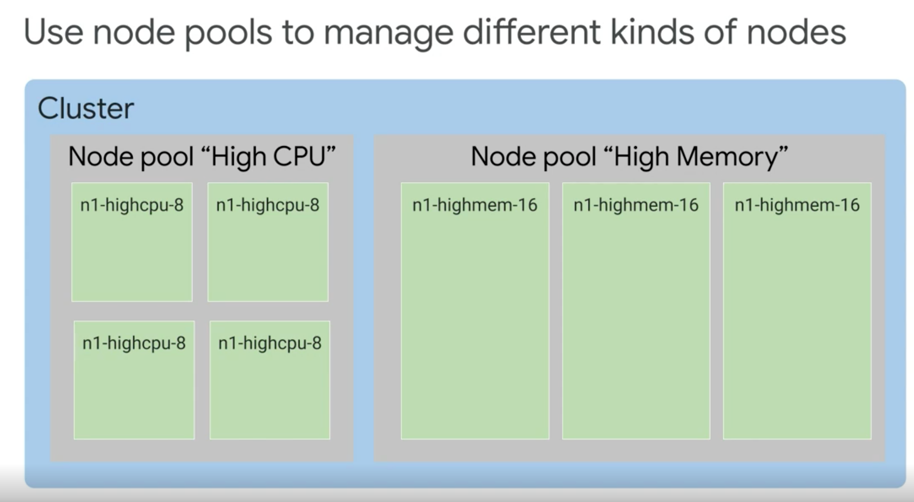 Use node pools to manage different kinds of nodes
Cluster
Node pool “High CPU”
n1-highcpu-8
n1-highcpu-8
n1-highcpu-8
n1-highcpu-8
Node pool “High Memory”
n1-highmem-16
n1-highmem-16
n1-highmem-16